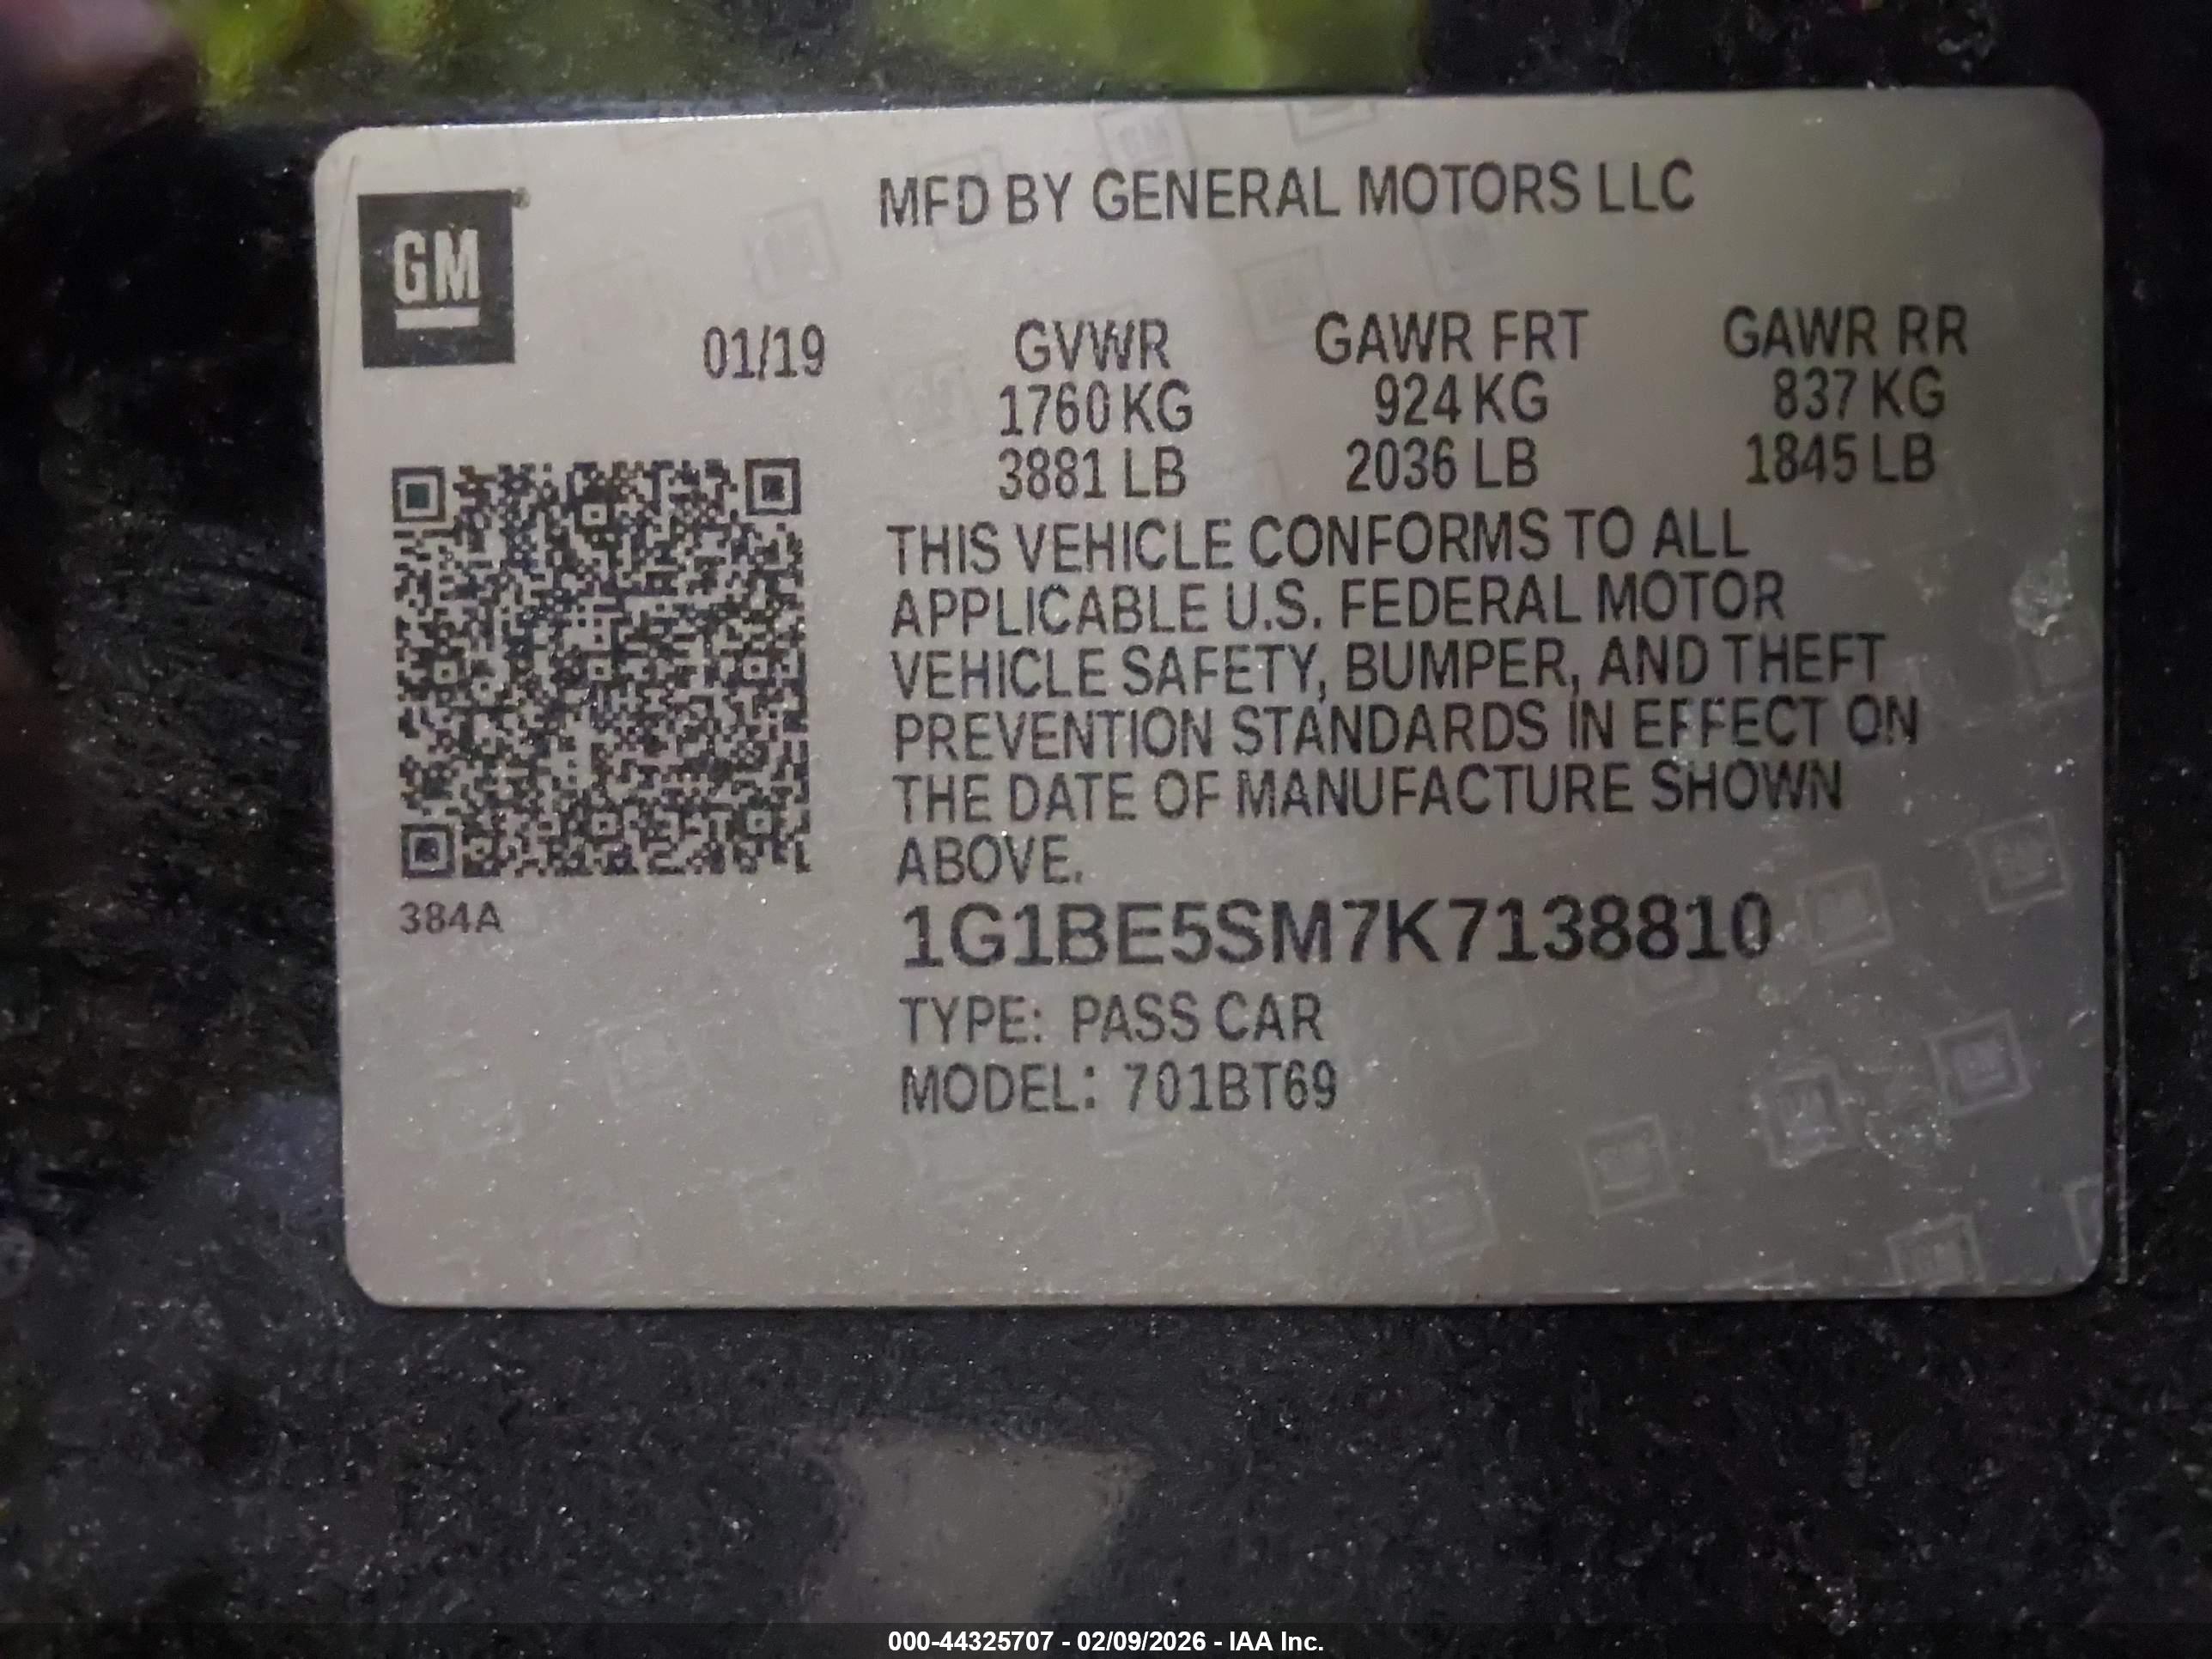 MFD BY GENERAL MOTORS LLC
GM
01/19 GVWR GAWR FRT GAWR RR
1760 KG 924 KG 837 KG
3881 LB 2036 LB 1845 LB
THIS VEHICLE CONFORMS TO ALL
APPLICABLE U.S. FEDERAL MOTOR
VEHICLE SAFETY, BUMPER, AND THEFT
PREVENTION STANDARDS IN EFFECT ON
THE DATE OF MANUFACTURE SHOWN
ABOVE.
384A
1G1BE5SM7K7138810
TYPE: PASS CAR
MODEL: 701BT69
000-44325707 - 02/09/2026 - IAA Inc.